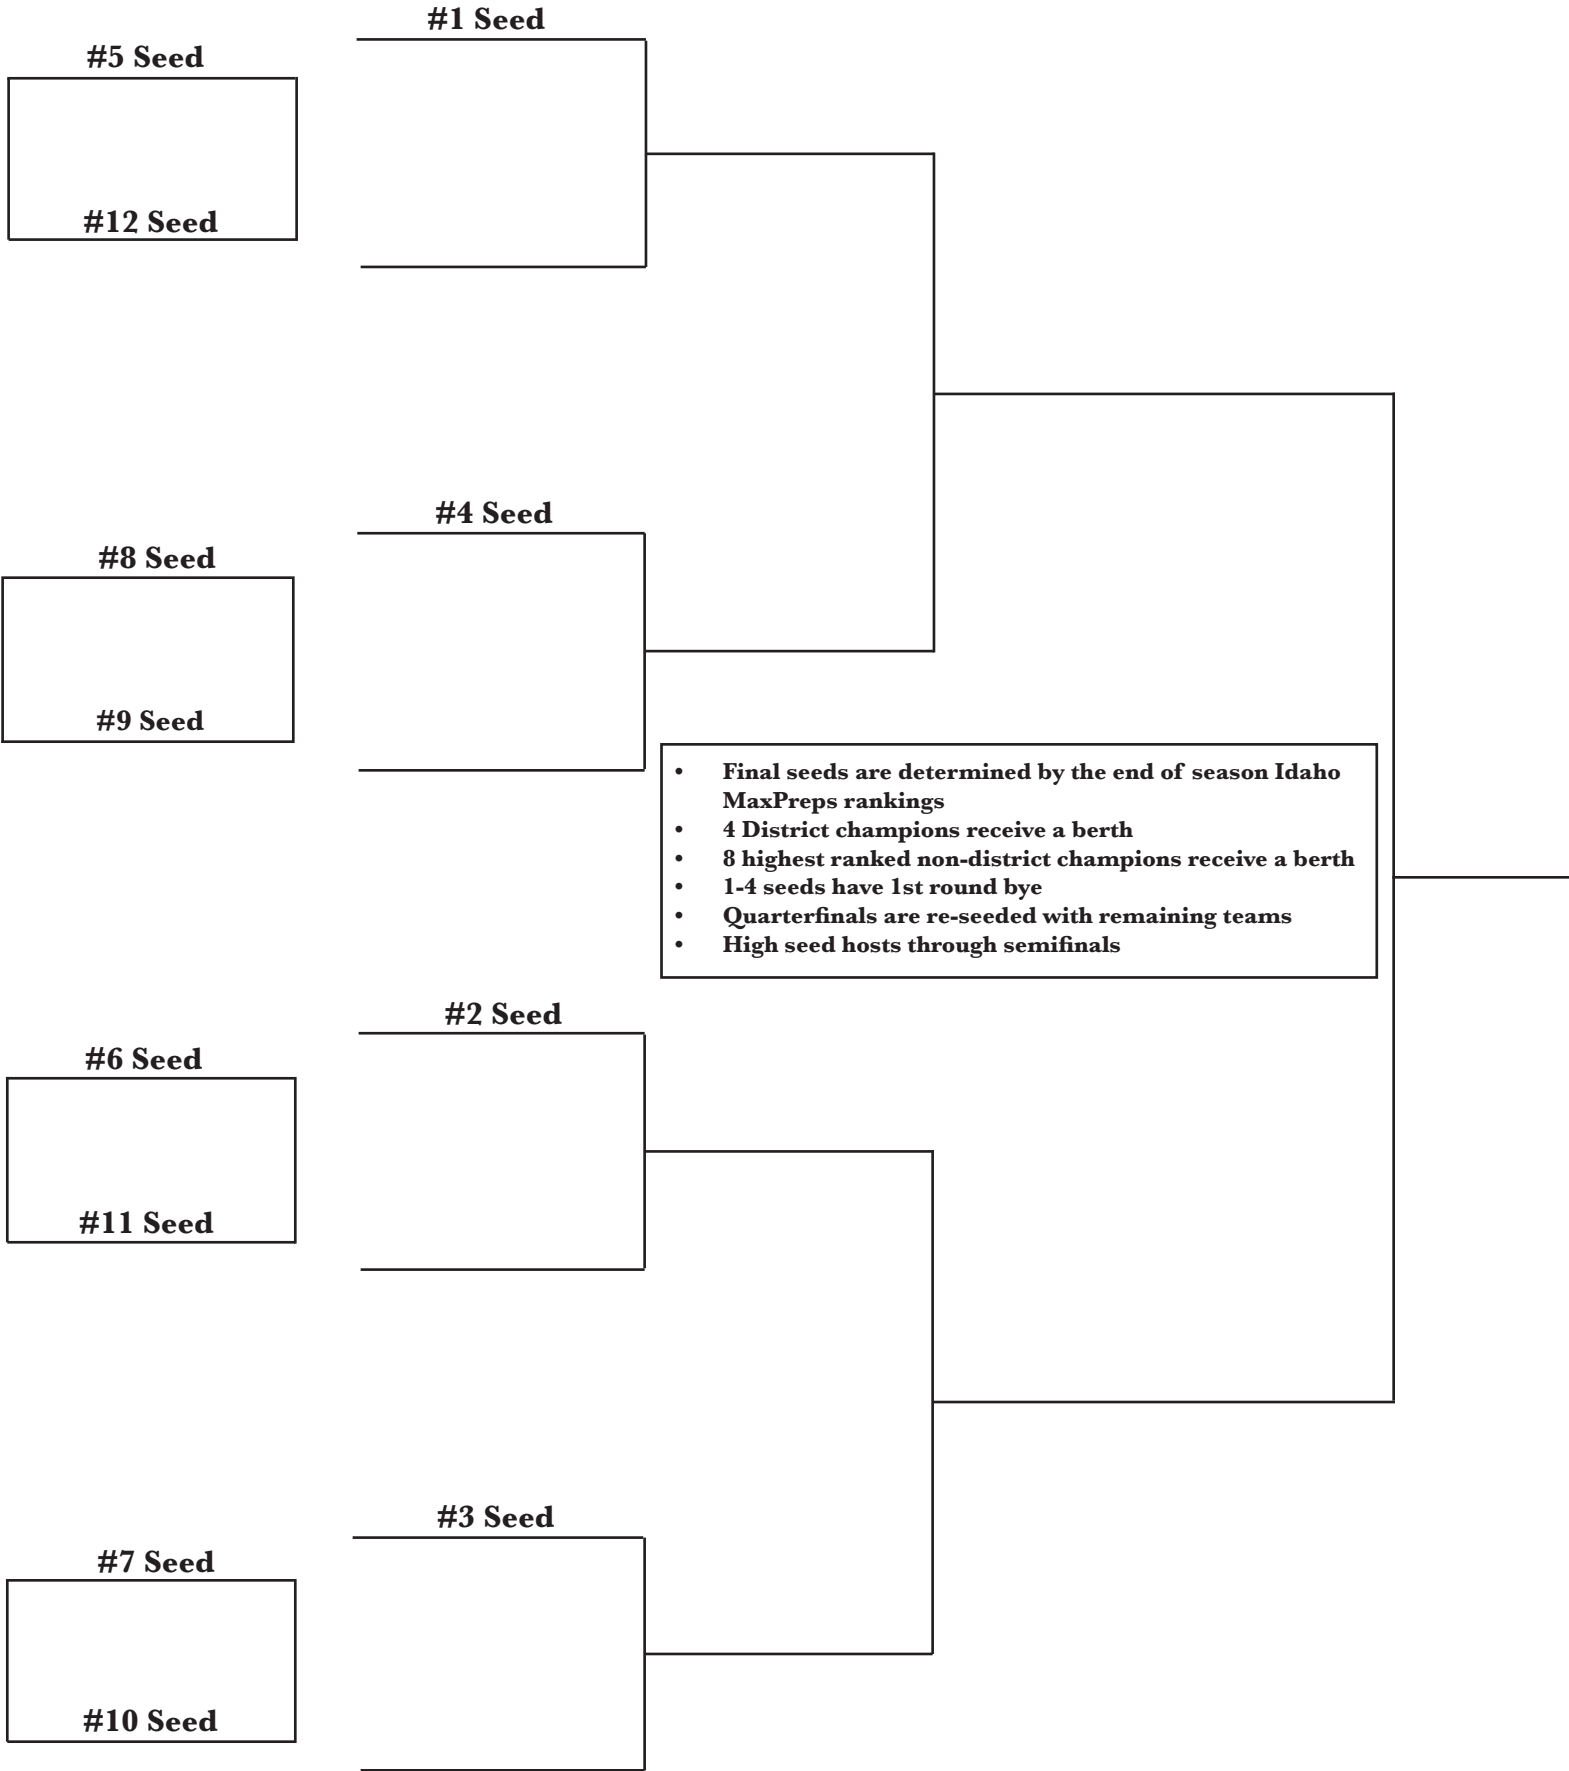 #1 Seed
#5 Seed
#12 Seed
#4 Seed
#8 Seed
#9 Seed
• Final seeds are determined by the end of season Idaho
MaxPreps rankings
• 4 District champions receive a berth
• 8 highest ranked non-district champions receive a berth
• 1-4 seeds have 1st round bye
• Quarterfinals are re-seeded with remaining teams
• High seed hosts through semifinals
#2 Seed
#6 Seed
#11 Seed
#3 Seed
#7 Seed
#10 Seed